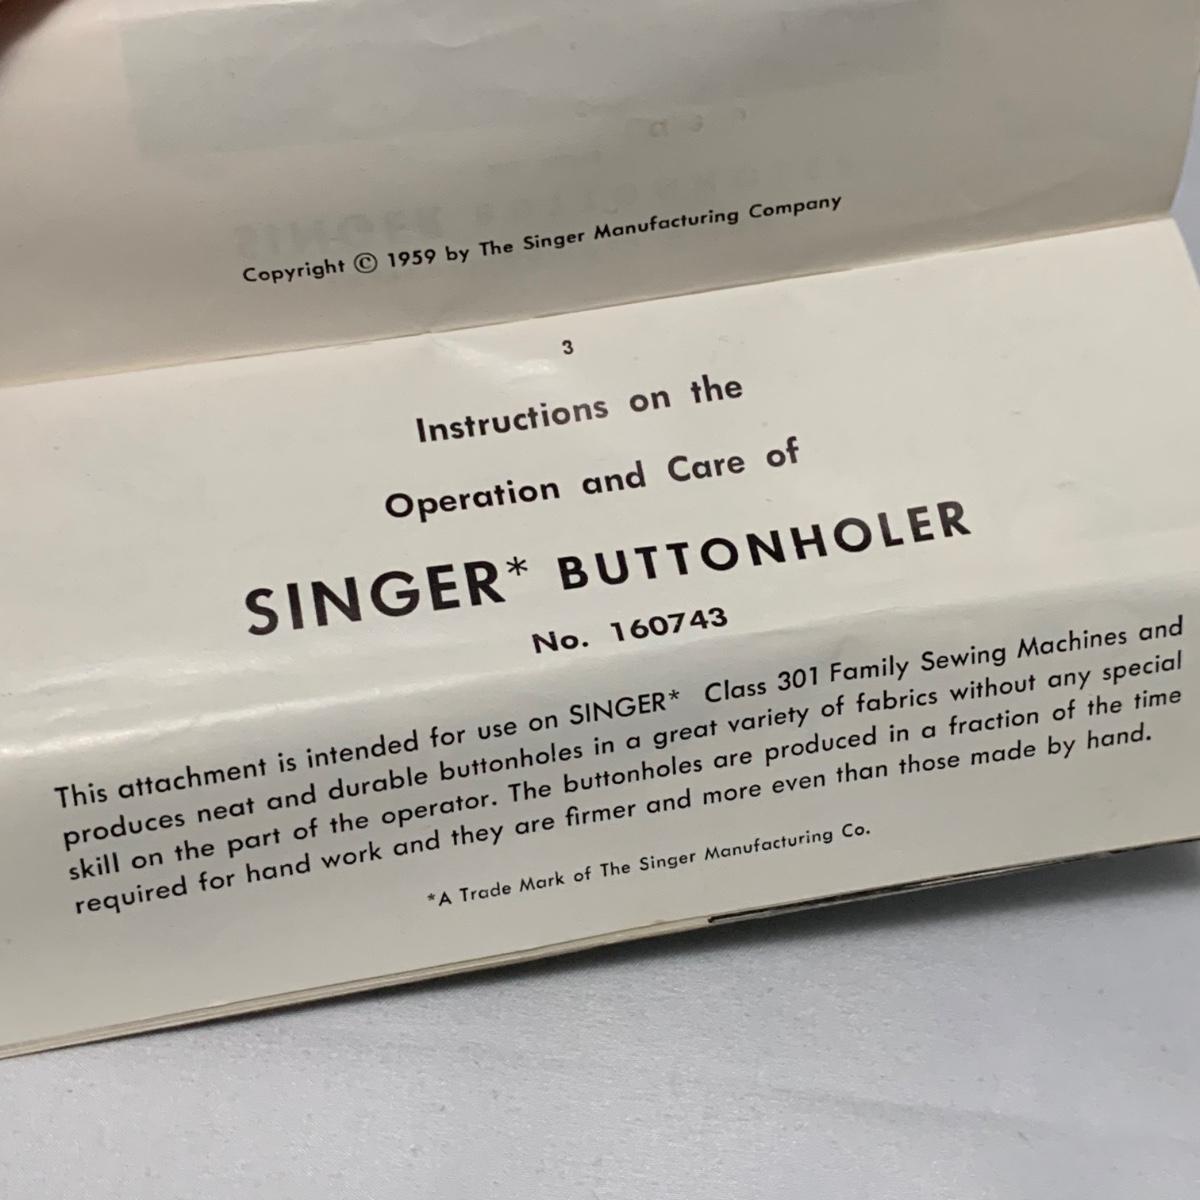 Copyright © 1959 by The Singer Manufacturing Company
3
Instructions on the
Operation and Care of
SINGER* BUTTONHOLER
No. 160743
This attachment is intended for use on SINGER* Class 301 Family Sewing Machines and
produces neat and durable buttonholes in a great variety of fabrics without any special
skill on the part of the operator. The buttonholes are produced in a fraction of the time
required for hand work and they are firmer and more even than those made by hand.
*A Trade Mark of The Singer Manufacturing Co.